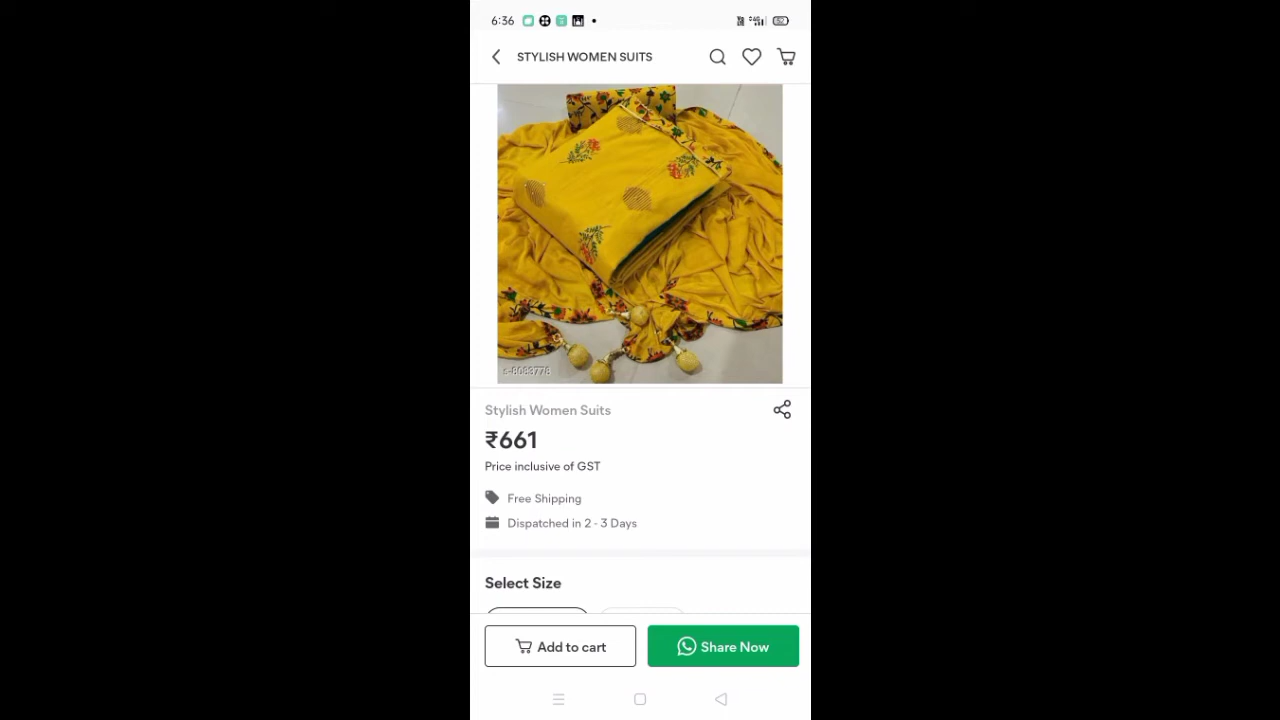 6:36
STYLISH WOMEN SUITS
s-8083778
Stylish Women Suits
₹661
Price inclusive of GST
Free Shipping
Dispatched in 2 - 3 Days
Select Size
Add to cart
Share Now